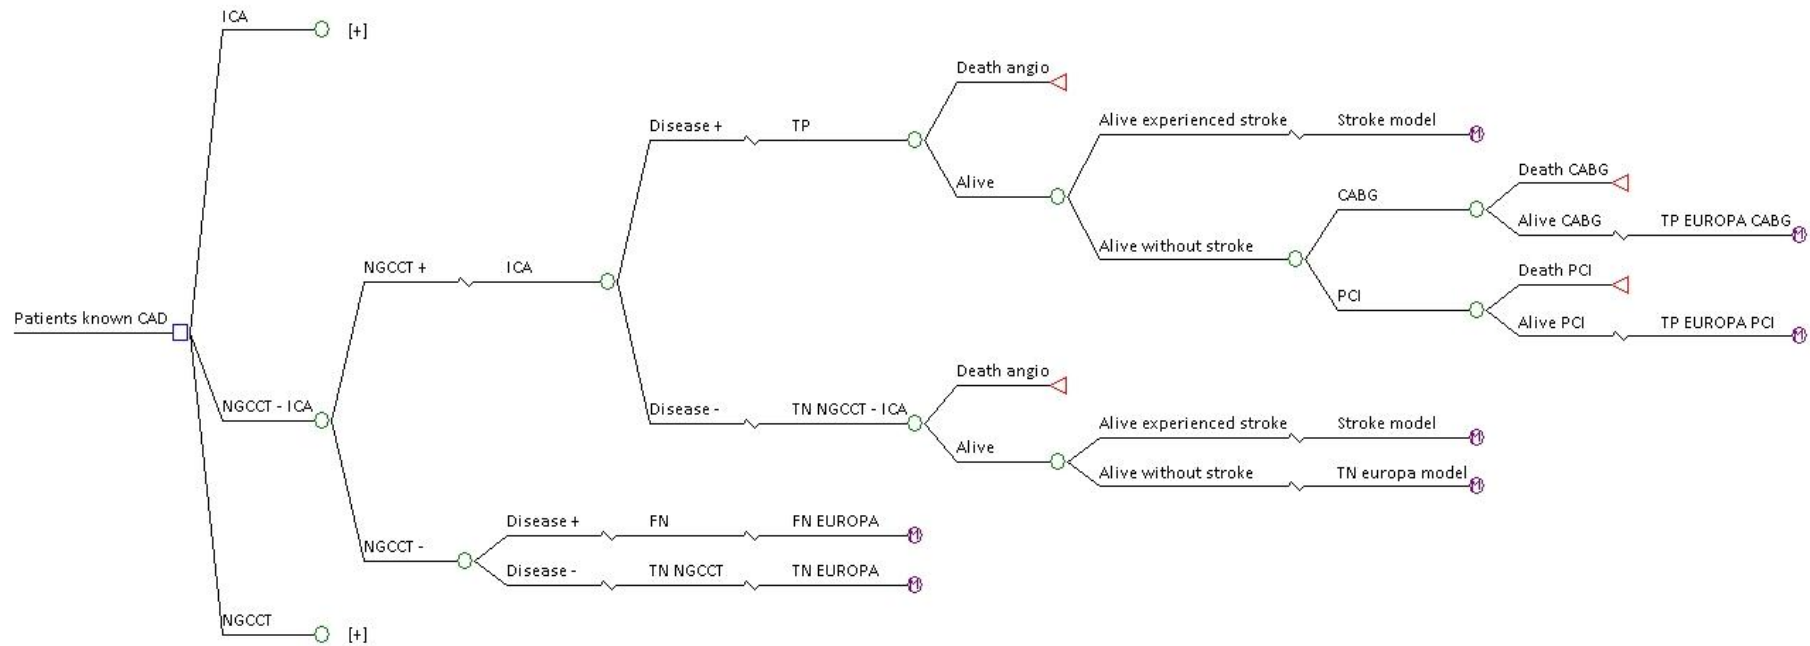 ICA
[+]
Death angio
Disease + TP
Alive experienced stroke Stroke model
Death CABG
Alive
CABG
Alive CABG TP EUROPA CABG
Alive without stroke
NGCCT + ICA
Death PCI
PCI
Patients known CAD
Alive PCI TP EUROPA PCI
Death angio
NGCCT - ICA
Disease - TN NGCCT - ICA
Alive experienced stroke Stroke model
Alive
Alive without stroke TN europa model
Disease + FN FN EUROPA
NGCCT -
Disease - TN NGCCT TN EUROPA
NGCCT
[+]
M
M
M
M
M
M
M